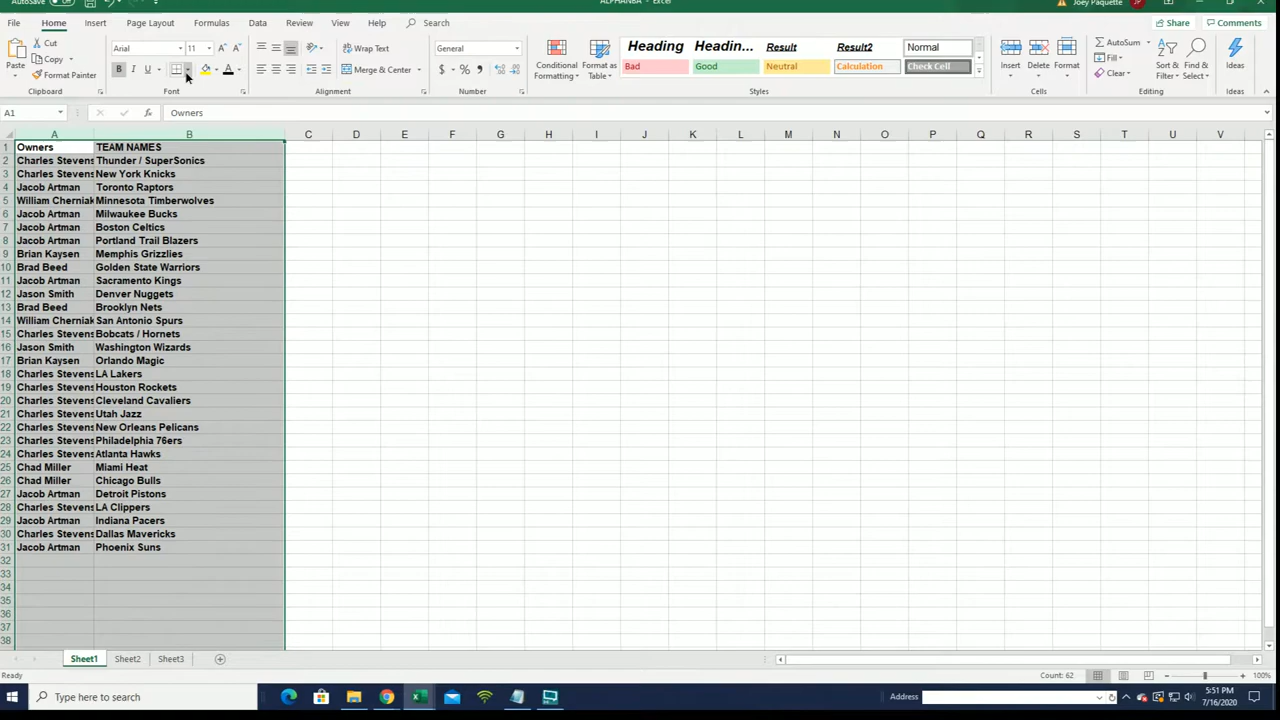 AutoSave Off ALPHANBA - Excel Joey Paquette JP
File Home Insert Page Layout Formulas Data Review View Help Search Share Comments
Paste Cut Copy Format Painter Clipboard
Arial 11 A A B I U A Font
Wrap Text Merge & Center Alignment
General $ % 9 Number
Conditional Formatting Format as Table
Heading Headin... Result Result2 Normal
Bad Good Neutral Calculation Check Cell
Styles
Insert Delete Format Cells
AutoSum Fill Clear Sort & Filter Find & Select Editing
Ideas Ideas
A1 fx Owners
A B C D E F G H I J K L M N O P Q R S T U V
1 Owners TEAM NAMES
2 Charles Stevens Thunder / SuperSonics
3 Charles Stevens New York Knicks
4 Jacob Artman Toronto Raptors
5 William Cherniak Minnesota Timberwolves
6 Jacob Artman Milwaukee Bucks
7 Jacob Artman Boston Celtics
8 Jacob Artman Portland Trail Blazers
9 Brian Kaysen Memphis Grizzlies
10 Brad Beed Golden State Warriors
11 Jacob Artman Sacramento Kings
12 Jason Smith Denver Nuggets
13 Brad Beed Brooklyn Nets
14 William Cherniak San Antonio Spurs
15 Charles Stevens Bobcats / Hornets
16 Jason Smith Washington Wizards
17 Brian Kaysen Orlando Magic
18 Charles Stevens LA Lakers
19 Charles Stevens Houston Rockets
20 Charles Stevens Cleveland Cavaliers
21 Charles Stevens Utah Jazz
22 Charles Stevens New Orleans Pelicans
23 Charles Stevens Philadelphia 76ers
24 Charles Stevens Atlanta Hawks
25 Chad Miller Miami Heat
26 Chad Miller Chicago Bulls
27 Jacob Artman Detroit Pistons
28 Charles Stevens LA Clippers
29 Jacob Artman Indiana Pacers
30 Charles Stevens Dallas Mavericks
31 Jacob Artman Phoenix Suns
32
33
34
35
36
37
38
Sheet1 Sheet2 Sheet3
Ready Count: 62 100%
Type here to search Address 5:51 PM
7/16/2020